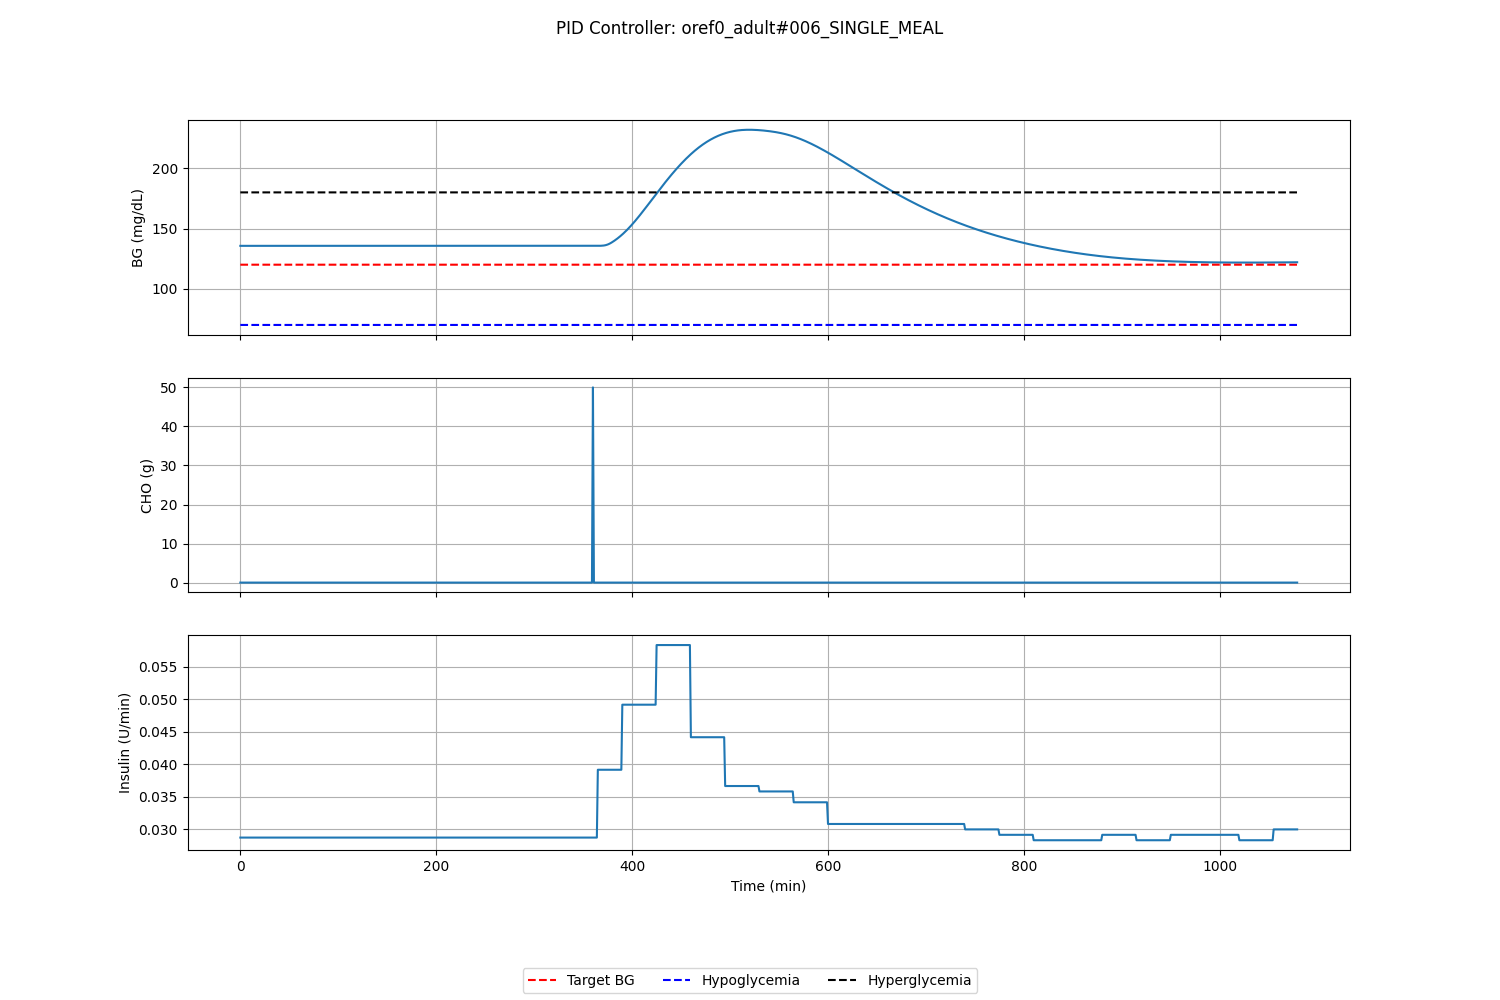 PID Controller: oref0_adult#006_SINGLE_MEAL
200
150
100
BG (mg/dL)
50
40
30
20
10
0
CHO (g)
0.055
0.050
0.045
0.040
0.035
0.030
Insulin (U/min)
0 200 400 600 800 1000
Time (min)
Target BG Hypoglycemia Hyperglycemia